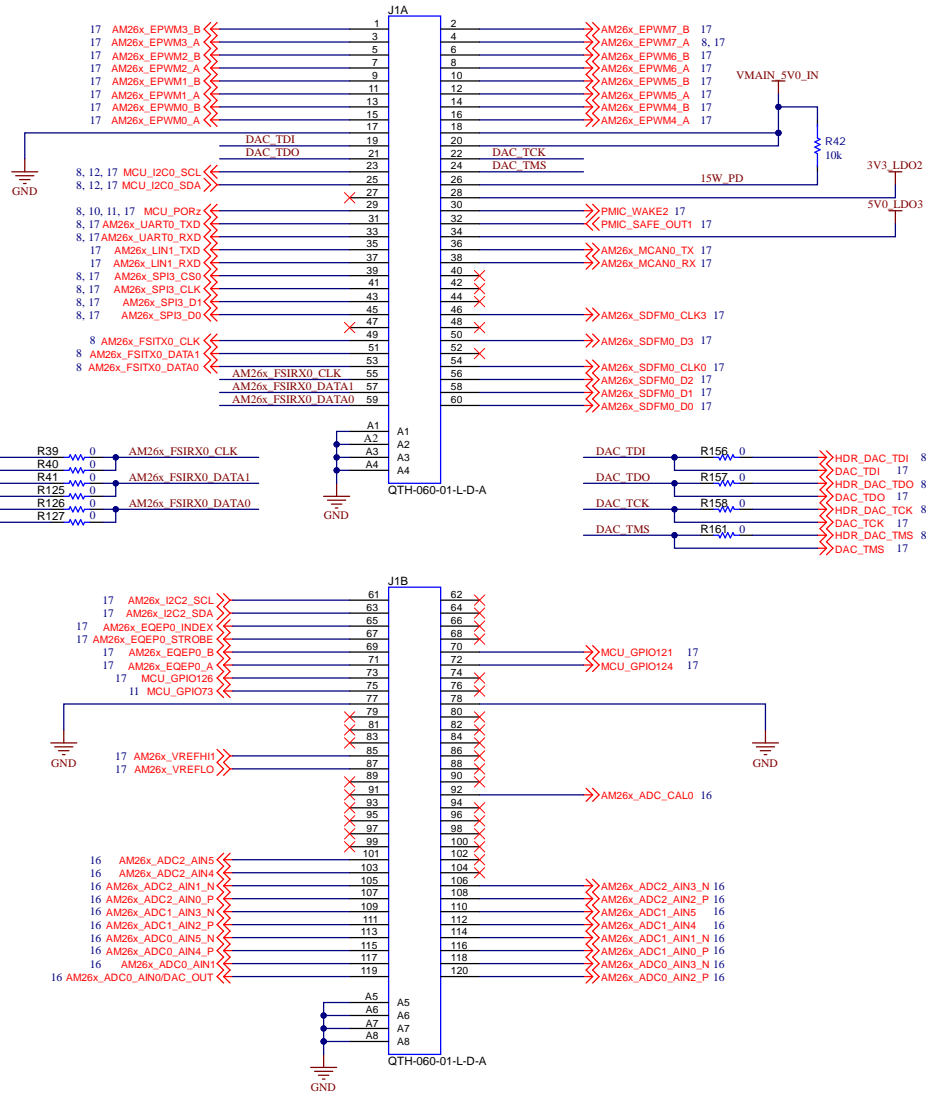 J1A
17 AM26x_EPWM3_B 1 2 AM26x_EPWM7_B 17
17 AM26x_EPWM3_A 3 4 AM26x_EPWM7_A 8, 17
17 AM26x_EPWM2_B 5 6 AM26x_EPWM6_B 17
17 AM26x_EPWM2_A 7 8 AM26x_EPWM6_A 17
VMAIN_5V0_IN
17 AM26x_EPWM1_B 9 10 AM26x_EPWM5_B 17
17 AM26x_EPWM1_A 11 12 AM26x_EPWM5_A 17
17 AM26x_EPWM0_B 13 14 AM26x_EPWM4_B 17
17 AM26x_EPWM0_A 15 16 AM26x_EPWM4_A 17
17 18
DAC_TDI 19 20 R42
DAC_TDO 21 22 DAC_TCK 10k
8, 12, 17 MCU_I2C0_SCL 23 24 DAC_TMS 3V3_LDO2
8, 12, 17 MCU_I2C0_SDA 25 26 15W_PD
GND
27 28
5V0_LDO3
8, 10, 11, 17 MCU_PORz 29 30 PMIC_WAKE2 17
8, 17 AM26x_UART0_TXD 31 32 PMIC_SAFE_OUT1 17
8, 17 AM26x_UART0_RXD 33 34
17 AM26x_LIN1_TXD 35 36 AM26x_MCAN0_TX 17
17 AM26x_LIN1_RXD 37 38 AM26x_MCAN0_RX 17
8, 17 AM26x_SPI3_CS0 39 40
8, 17 AM26x_SPI3_CLK 41 42
8, 17 AM26x_SPI3_D1 43 44
8, 17 AM26x_SPI3_D0 45 46 AM26x_SDFM0_CLK3 17
47 48
8 AM26x_FSITX0_CLK 49 50 AM26x_SDFM0_D3 17
8 AM26x_FSITX0_DATA1 51 52
8 AM26x_FSITX0_DATA0 53 54 AM26x_SDFM0_CLK0 17
AM26x_FSIRX0_CLK 55 56 AM26x_SDFM0_D2 17
AM26x_FSIRX0_DATA1 57 58 AM26x_SDFM0_D1 17
AM26x_FSIRX0_DATA0 59 60 AM26x_SDFM0_D0 17
A1 A1
A2 A2
A3 A3
A4 A4
QTH-060-01-L-D-A
GND
R39 0 AM26x_FSIRX0_CLK
R40 0
R41 0 AM26x_FSIRX0_DATA1
R125 0
R126 0 AM26x_FSIRX0_DATA0
R127 0
DAC_TDI R156 0 HDR_DAC_TDI 8
DAC_TDI 17
DAC_TDO R157 0 HDR_DAC_TDO 8
DAC_TDO 17
DAC_TCK R158 0 HDR_DAC_TCK 8
DAC_TCK 17
DAC_TMS R161 0 HDR_DAC_TMS 8
DAC_TMS 17
J1B
17 AM26x_I2C2_SCL 61 62
17 AM26x_I2C2_SDA 63 64
17 AM26x_EQEP0_INDEX 65 66
17 AM26x_EQEP0_STROBE 67 68
17 AM26x_EQEP0_B 69 70 MCU_GPIO121 17
17 AM26x_EQEP0_A 71 72 MCU_GPIO124 17
17 MCU_GPIO126 73 74
11 MCU_GPIO73 75 76
77 78
79 80
81 82
83 84
GND GND
17 AM26x_VREFHI1 85 86
17 AM26x_VREFLO 87 88
89 90
91 92 AM26x_ADC_CAL0 16
93 94
95 96
97 98
99 100
16 AM26x_ADC2_AIN5 101 102
16 AM26x_ADC2_AIN4 103 104
16 AM26x_ADC2_AIN1_N 105 106 AM26x_ADC2_AIN3_N 16
16 AM26x_ADC2_AIN0_P 107 108 AM26x_ADC2_AIN2_P 16
16 AM26x_ADC1_AIN3_N 109 110 AM26x_ADC1_AIN5 16
16 AM26x_ADC1_AIN2_P 111 112 AM26x_ADC1_AIN4 16
16 AM26x_ADC0_AIN5_N 113 114 AM26x_ADC1_AIN1_N 16
16 AM26x_ADC0_AIN4_P 115 116 AM26x_ADC1_AIN0_P 16
16 AM26x_ADC0_AIN1 117 118 AM26x_ADC0_AIN3_N 16
16 AM26x_ADC0_AIN0/DAC_OUT 119 120 AM26x_ADC0_AIN2_P 16
A5 A5
A6 A6
A7 A7
A8 A8
QTH-060-01-L-D-A
GND